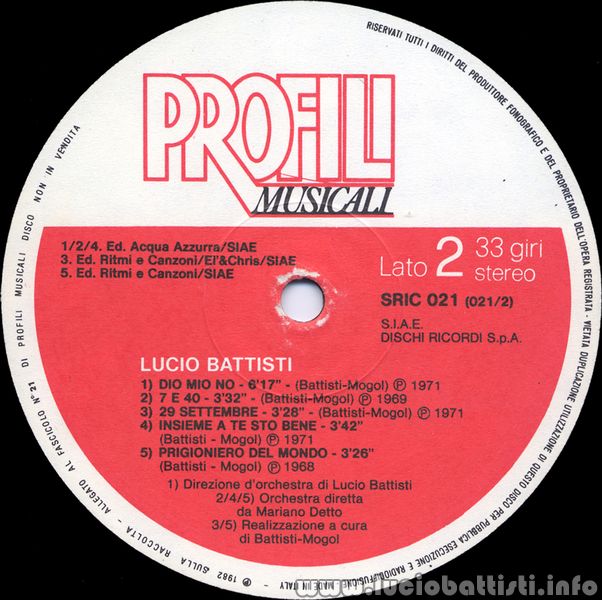 PROFILI
MUSICALI
1/2/4. Ed. Acqua Azzurra/SIAE
3. Ed. Ritmi e Canzoni/El'&Chris/SIAE
5. Ed. Ritmi e Canzoni/SIAE
Lato 2 33 giri
stereo
SRIC 021 (021/2)
S.I.A.E.
DISCHI RICORDI S.p.A.
LUCIO BATTISTI
1) DIO MIO NO - 6'17" - (Battisti-Mogol) ℗ 1971
2) 7 E 40 - 3'32" - (Battisti-Mogol) ℗ 1969
3) 29 SETTEMBRE - 3'28" - (Battisti-Mogol) ℗ 1971
4) INSIEME A TE STO BENE - 3'42"
(Battisti - Mogol) ℗ 1971
5) PRIGIONIERO DEL MONDO - 3'26"
(Battisti - Mogol) ℗ 1968
1) Direzione d'orchestra di Lucio Battisti
2/4/5) Orchestra diretta
da Mariano Detto
3/5) Realizzazione a cura
di Battisti-Mogol
RISERVATI TUTTI I DIRITTI DEL PRODUTTORE FONOGRAFICO E DEL PROPRIETARIO DELL'OPERA REGISTRATA - VIETATA DUPLICAZIONE UTILIZZAZIONE DI QUESTO DISCO PER PUBBLICA ESECUZIONE E RADIODIFFUSIONE - MADE IN ITALY - ℗ 1982 SULLA RACCOLTA - ALLEGATO AL FASCICOLO N° 21 DI PROFILI MUSICALI DISCO NON IN VENDITA
www.luciobattisti.info